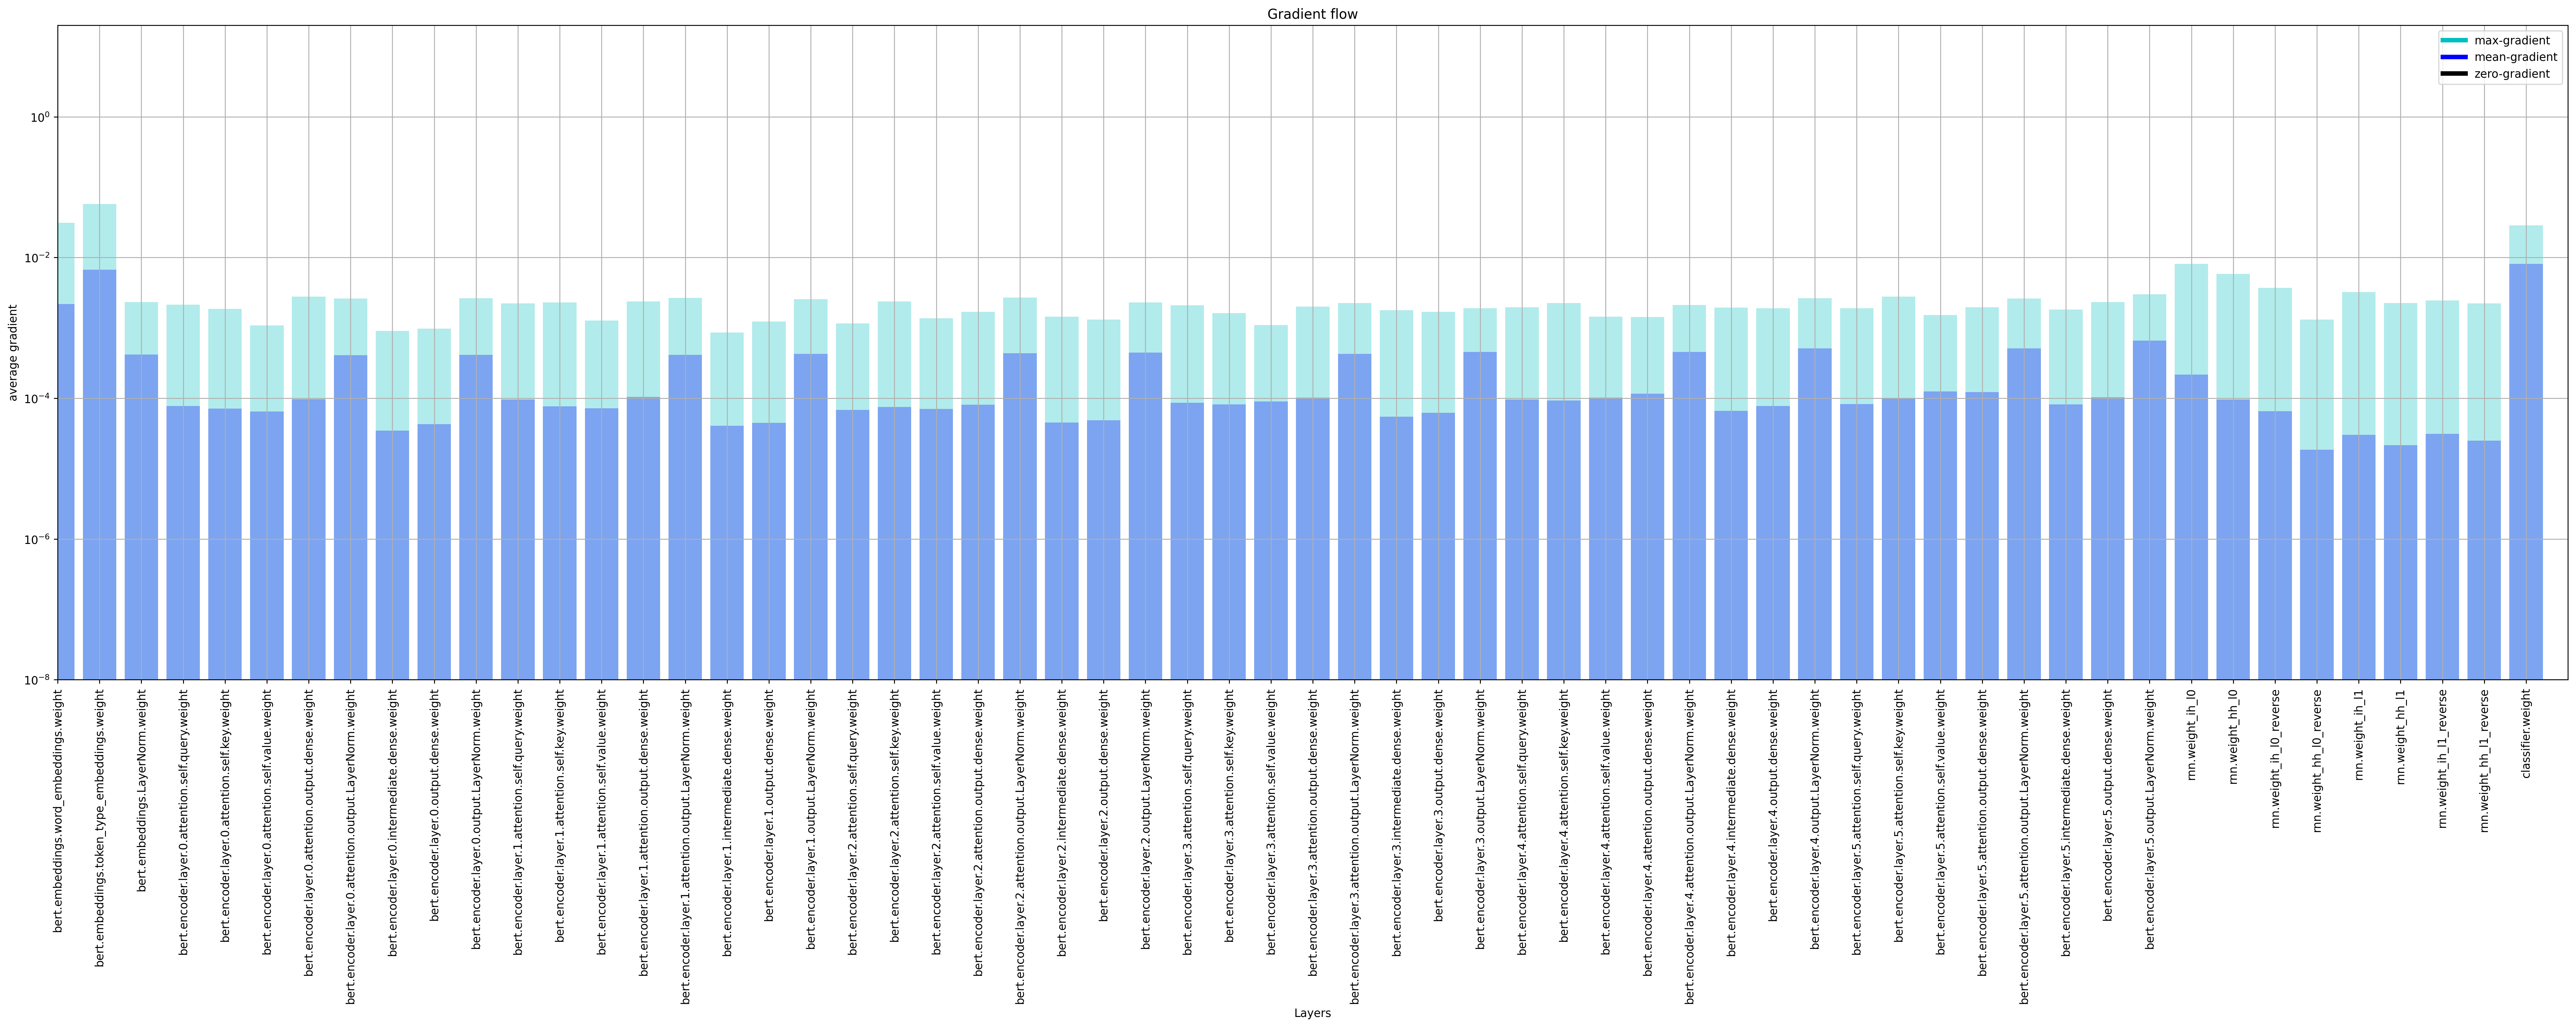 Gradient flow
max-gradient
mean-gradient
zero-gradient
average gradient
10⁰
10⁻²
10⁻⁴
10⁻⁶
10⁻⁸
bert.embeddings.word_embeddings.weight
bert.embeddings.token_type_embeddings.weight
bert.embeddings.LayerNorm.weight
bert.encoder.layer.0.attention.self.query.weight
bert.encoder.layer.0.attention.self.key.weight
bert.encoder.layer.0.attention.self.value.weight
bert.encoder.layer.0.attention.output.dense.weight
bert.encoder.layer.0.attention.output.LayerNorm.weight
bert.encoder.layer.0.intermediate.dense.weight
bert.encoder.layer.0.output.dense.weight
bert.encoder.layer.0.output.LayerNorm.weight
bert.encoder.layer.1.attention.self.query.weight
bert.encoder.layer.1.attention.self.key.weight
bert.encoder.layer.1.attention.self.value.weight
bert.encoder.layer.1.attention.output.dense.weight
bert.encoder.layer.1.attention.output.LayerNorm.weight
bert.encoder.layer.1.intermediate.dense.weight
bert.encoder.layer.1.output.dense.weight
bert.encoder.layer.1.output.LayerNorm.weight
bert.encoder.layer.2.attention.self.query.weight
bert.encoder.layer.2.attention.self.key.weight
bert.encoder.layer.2.attention.self.value.weight
bert.encoder.layer.2.attention.output.dense.weight
bert.encoder.layer.2.attention.output.LayerNorm.weight
bert.encoder.layer.2.intermediate.dense.weight
bert.encoder.layer.2.output.dense.weight
bert.encoder.layer.2.output.LayerNorm.weight
bert.encoder.layer.3.attention.self.query.weight
bert.encoder.layer.3.attention.self.key.weight
bert.encoder.layer.3.attention.self.value.weight
bert.encoder.layer.3.attention.output.dense.weight
bert.encoder.layer.3.attention.output.LayerNorm.weight
bert.encoder.layer.3.intermediate.dense.weight
bert.encoder.layer.3.output.dense.weight
bert.encoder.layer.3.output.LayerNorm.weight
bert.encoder.layer.4.attention.self.query.weight
bert.encoder.layer.4.attention.self.key.weight
bert.encoder.layer.4.attention.self.value.weight
bert.encoder.layer.4.attention.output.dense.weight
bert.encoder.layer.4.attention.output.LayerNorm.weight
bert.encoder.layer.4.intermediate.dense.weight
bert.encoder.layer.4.output.dense.weight
bert.encoder.layer.4.output.LayerNorm.weight
bert.encoder.layer.5.attention.self.query.weight
bert.encoder.layer.5.attention.self.key.weight
bert.encoder.layer.5.attention.self.value.weight
bert.encoder.layer.5.attention.output.dense.weight
bert.encoder.layer.5.attention.output.LayerNorm.weight
bert.encoder.layer.5.intermediate.dense.weight
bert.encoder.layer.5.output.dense.weight
bert.encoder.layer.5.output.LayerNorm.weight
rnn.weight_ih_l0
rnn.weight_hh_l0
rnn.weight_ih_l0_reverse
rnn.weight_hh_l0_reverse
rnn.weight_ih_l1
rnn.weight_hh_l1
rnn.weight_ih_l1_reverse
rnn.weight_hh_l1_reverse
classifier.weight
Layers